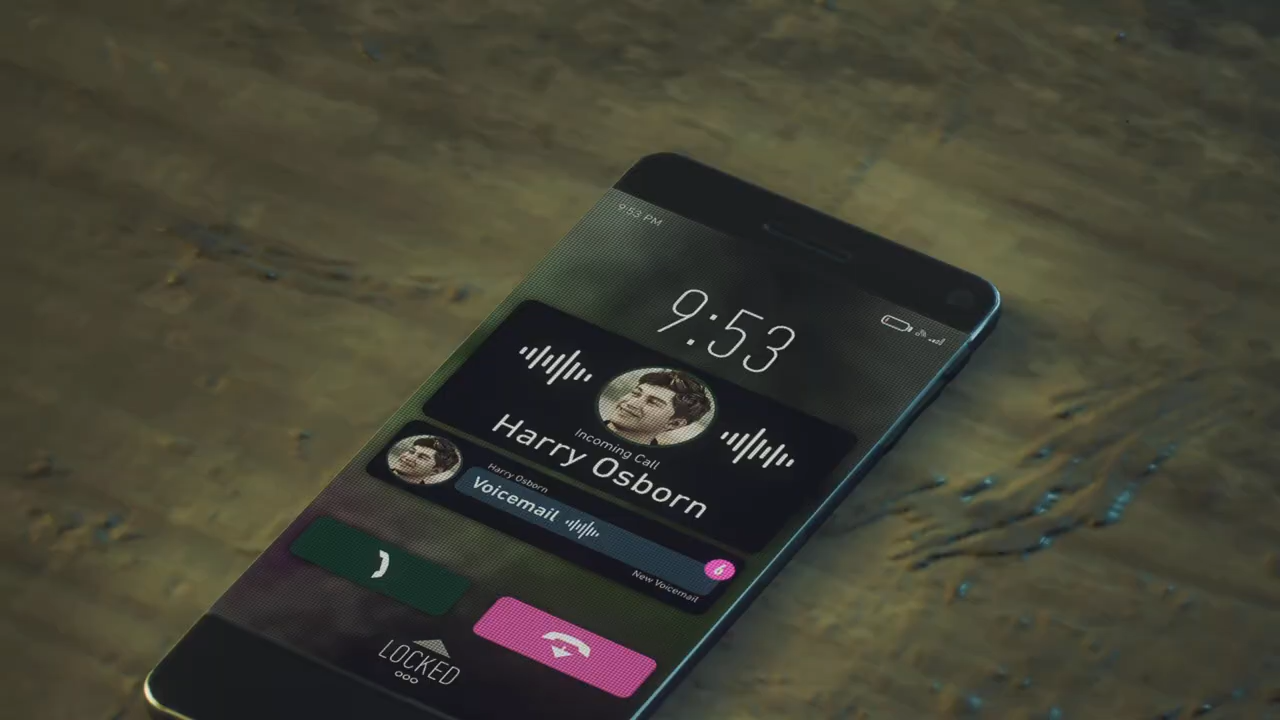 9:53 PM
9:53
Incoming Call
Harry Osborn
Harry Osborn
Voicemail
6
New Voicemail
LOCKED